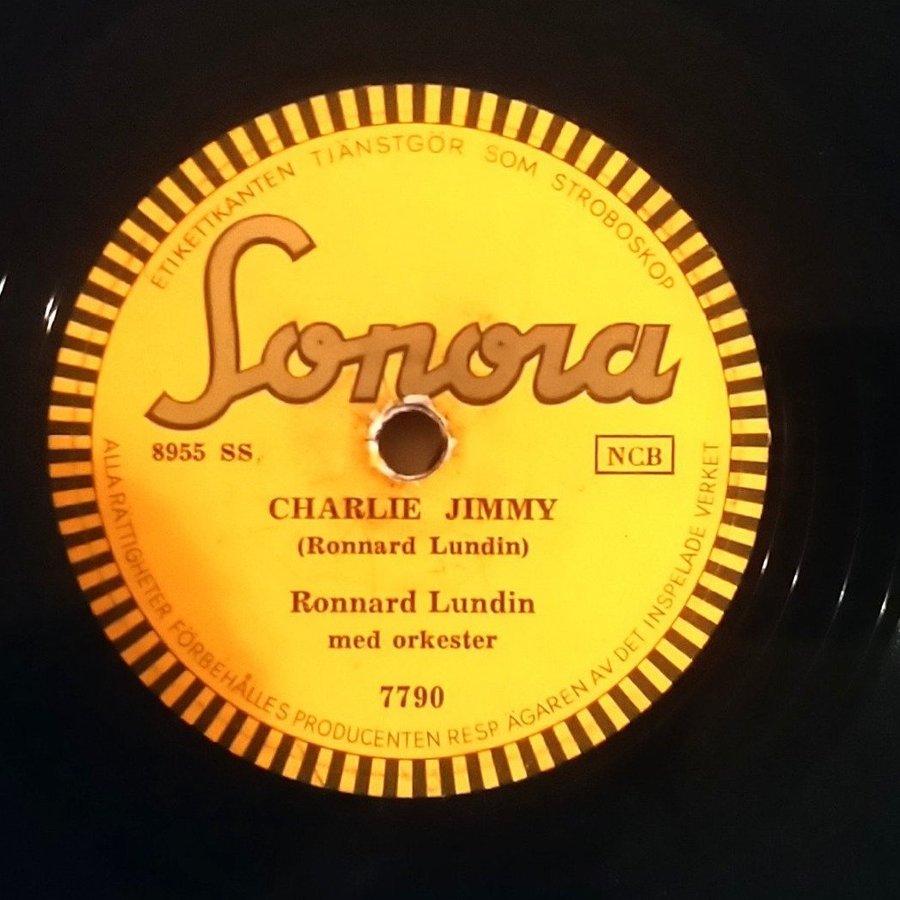 ETIKETTKANTEN TJÄNSTGÖR SOM STROBOSKOP
Sonora
8955 SS.
NCB
CHARLIE JIMMY
(Ronnard Lundin)
Ronnard Lundin
med orkester
7790
ALLA RÄTTIGHETER FÖRBEHÅLLES PRODUCENTEN RESP ÄGAREN AV DET INSPELADE VERKET